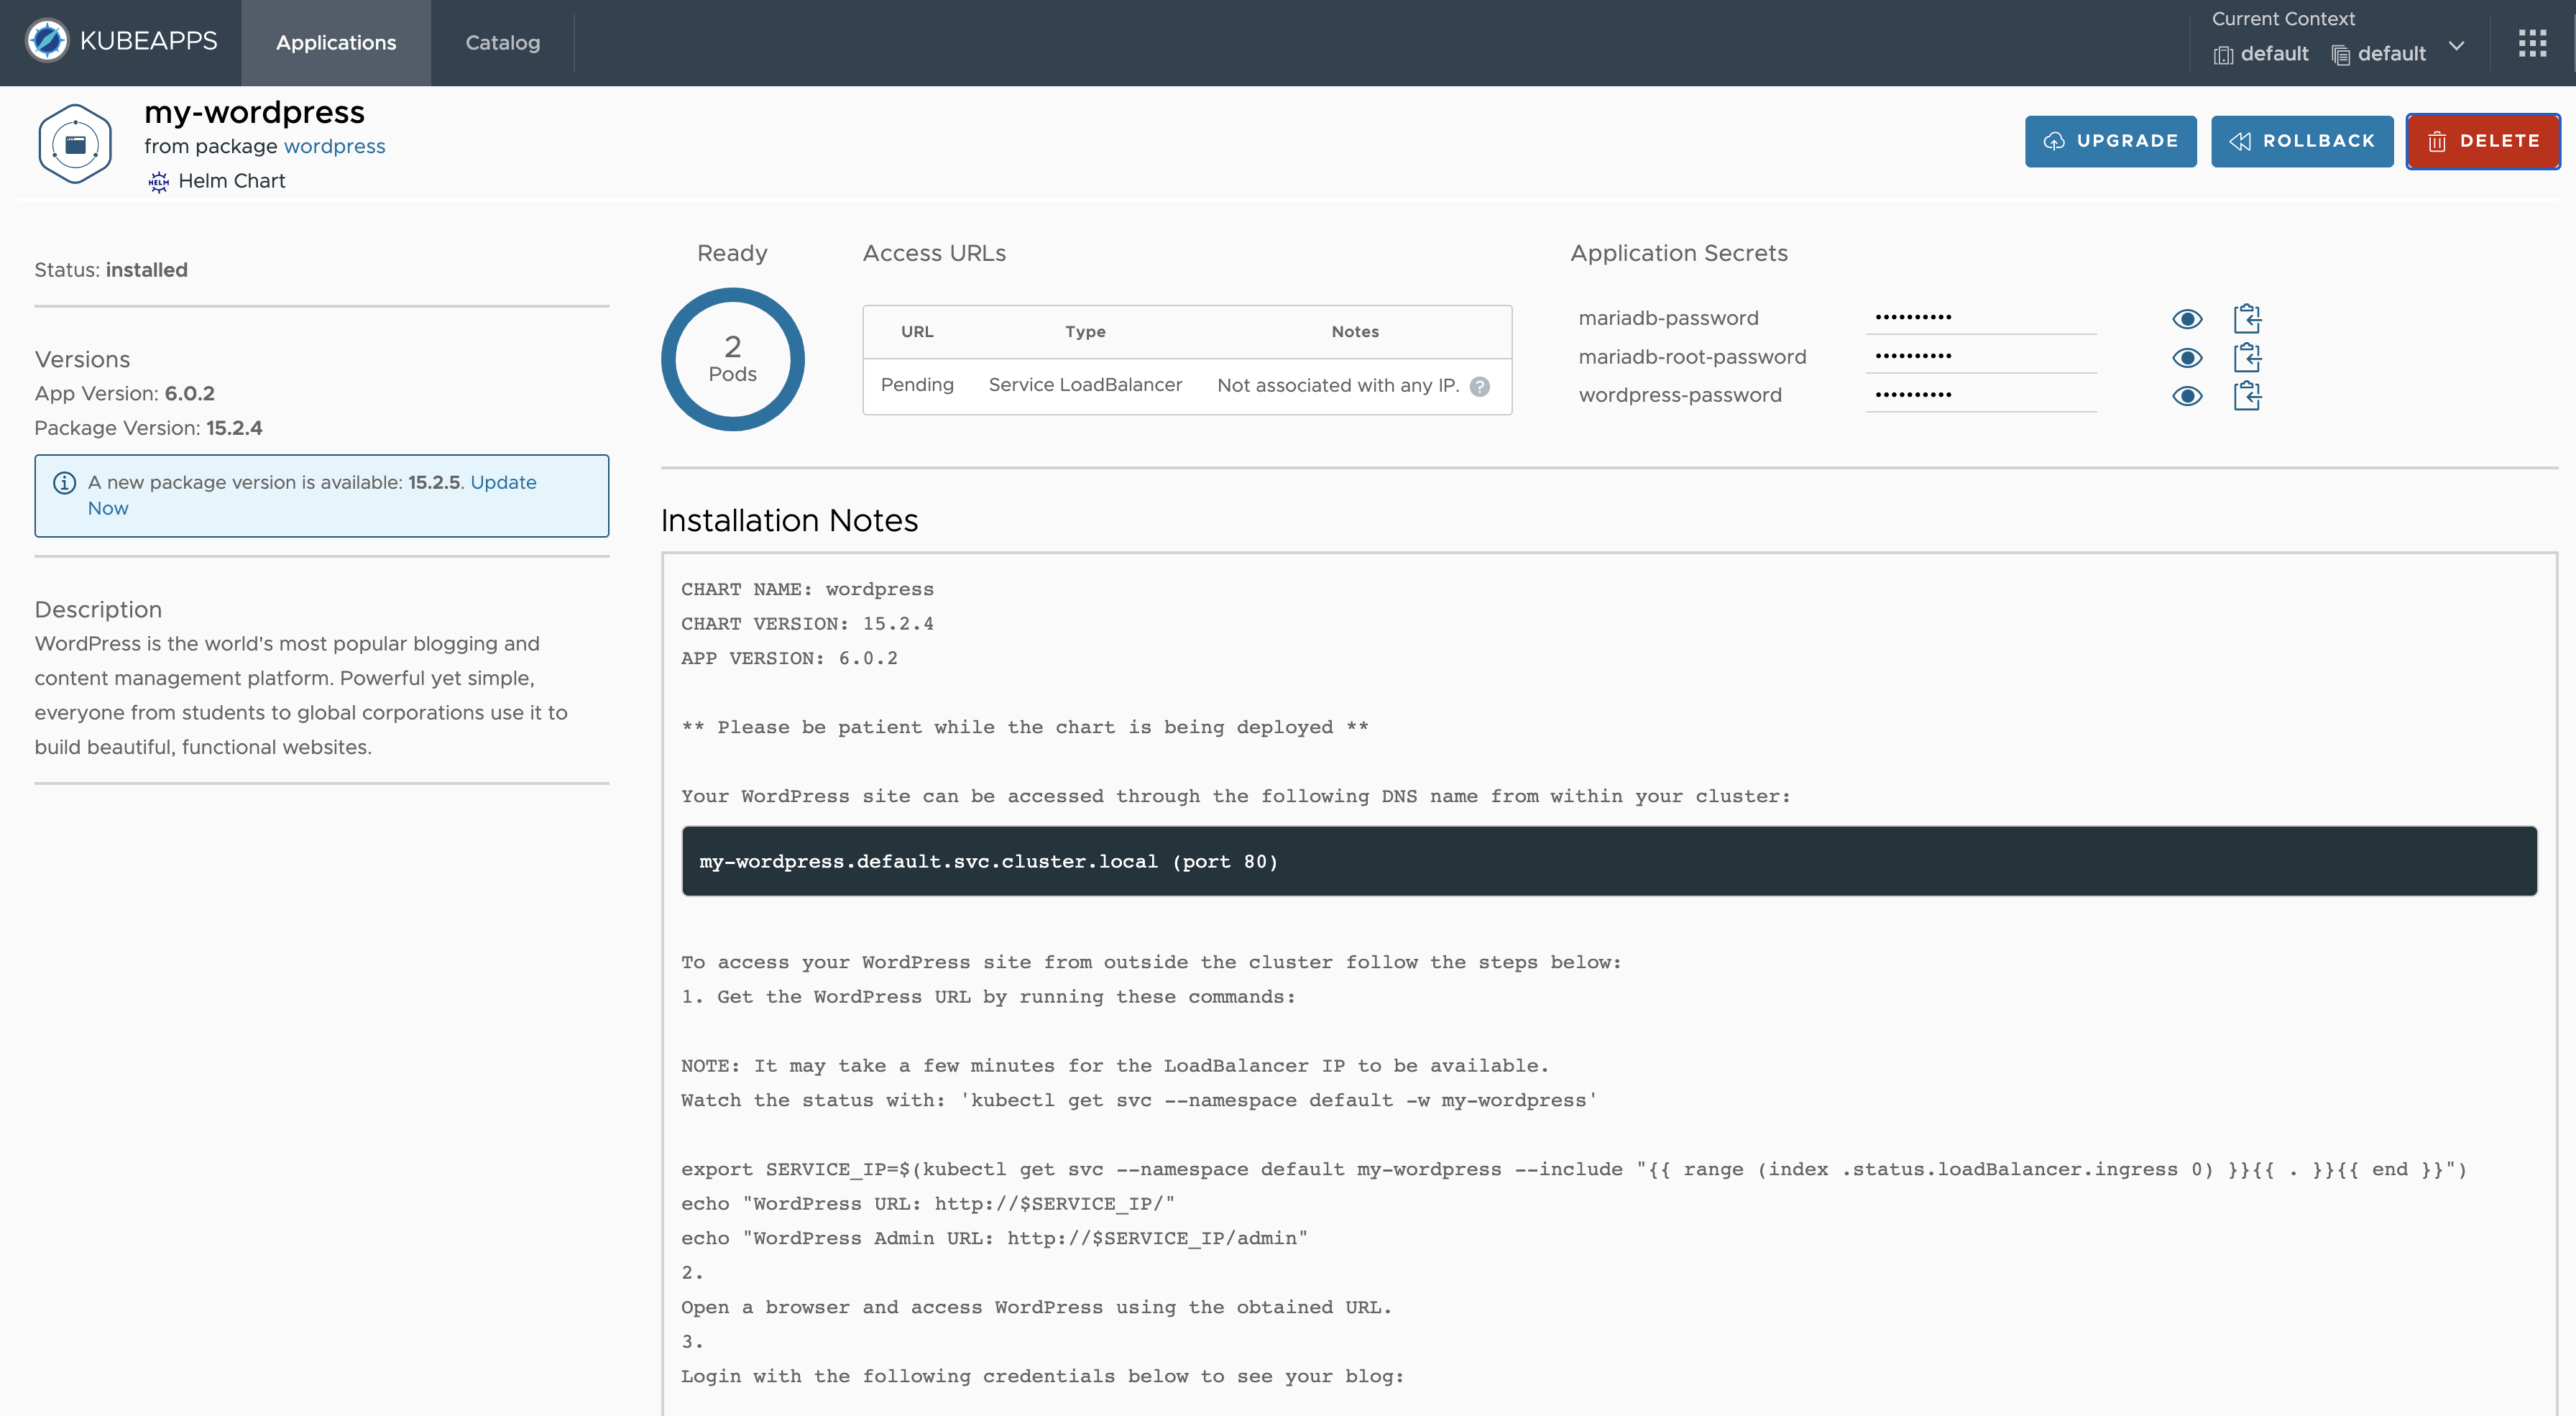 KUBEAPPS
Applications
Catalog
Current Context
default default
my-wordpress
from package wordpress
HELM Helm Chart
UPGRADE
ROLLBACK
DELETE
Status: installed
Versions
App Version: 6.0.2
Package Version: 15.2.4
A new package version is available: 15.2.5. Update
Now
Description
WordPress is the world's most popular blogging and
content management platform. Powerful yet simple,
everyone from students to global corporations use it to
build beautiful, functional websites.
Ready
2
Pods
Access URLs
URL Type Notes
Pending Service LoadBalancer Not associated with any IP. ?
Application Secrets
mariadb-password ••••••••••
mariadb-root-password ••••••••••
wordpress-password ••••••••••
Installation Notes
CHART NAME: wordpress
CHART VERSION: 15.2.4
APP VERSION: 6.0.2
** Please be patient while the chart is being deployed **
Your WordPress site can be accessed through the following DNS name from within your cluster:
my-wordpress.default.svc.cluster.local (port 80)
To access your WordPress site from outside the cluster follow the steps below:
1. Get the WordPress URL by running these commands:
NOTE: It may take a few minutes for the LoadBalancer IP to be available.
Watch the status with: 'kubectl get svc --namespace default -w my-wordpress'
export SERVICE_IP=$(kubectl get svc --namespace default my-wordpress --include "{{ range (index .status.loadBalancer.ingress 0) }}{{ . }}{{ end }}")
echo "WordPress URL: http://$SERVICE_IP/"
echo "WordPress Admin URL: http://$SERVICE_IP/admin"
2.
Open a browser and access WordPress using the obtained URL.
3.
Login with the following credentials below to see your blog: